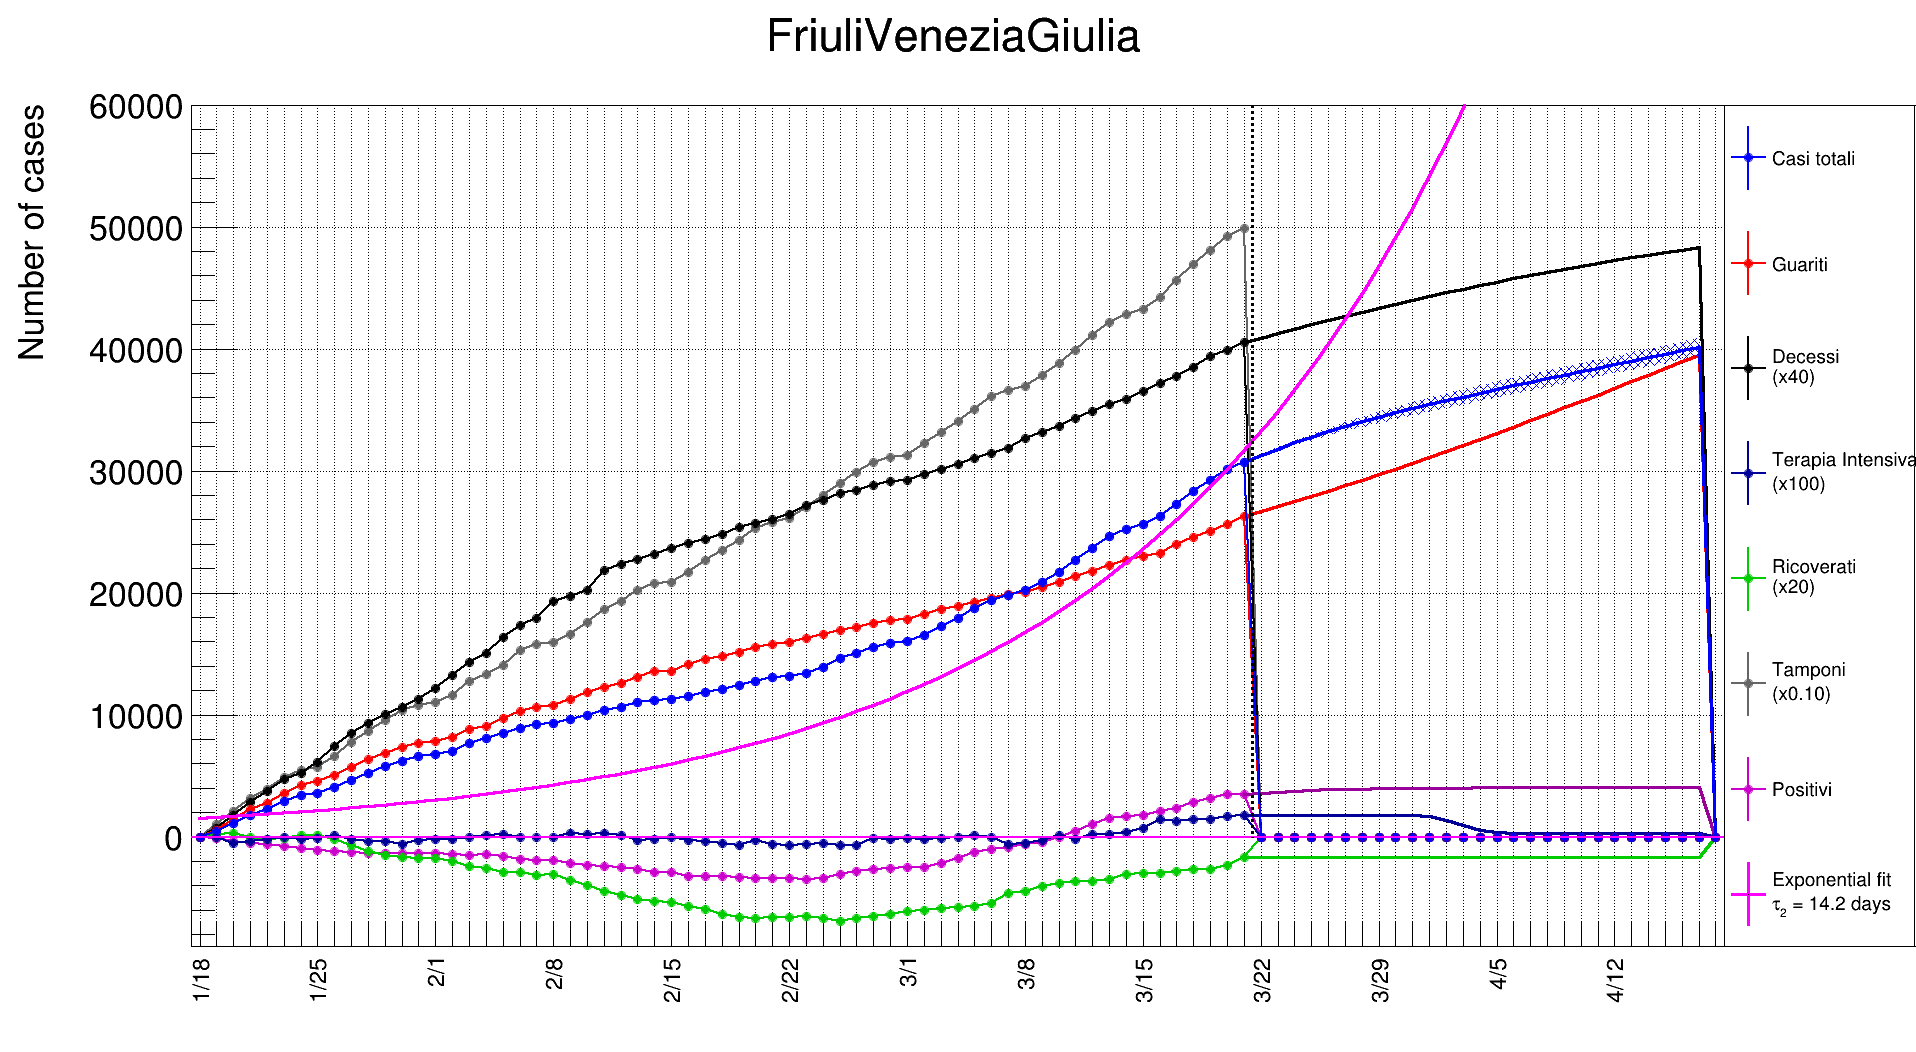 FriuliVeneziaGiulia
Number of cases
60000
50000
40000
30000
20000
10000
0
1/18
1/25
2/1
2/8
2/15
2/22
3/1
3/8
3/15
3/22
3/29
4/5
4/12
Casi totali
Guariti
Decessi
(x40)
Terapia Intensiva
(x100)
Ricoverati
(x20)
Tamponi
(x0.10)
Positivi
Exponential fit
τ2 = 14.2 days